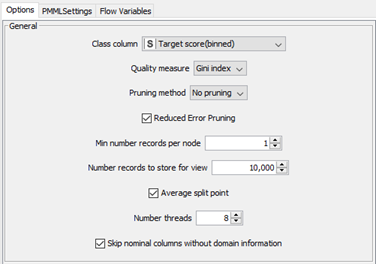 Options PMMLSettings Flow Variables
General
Class column S Target score(binned)
Quality measure Gini index
Pruning method No pruning
Reduced Error Pruning
Min number records per node 1
Number records to store for view 10,000
Average split point
Number threads 8
Skip nominal columns without domain information